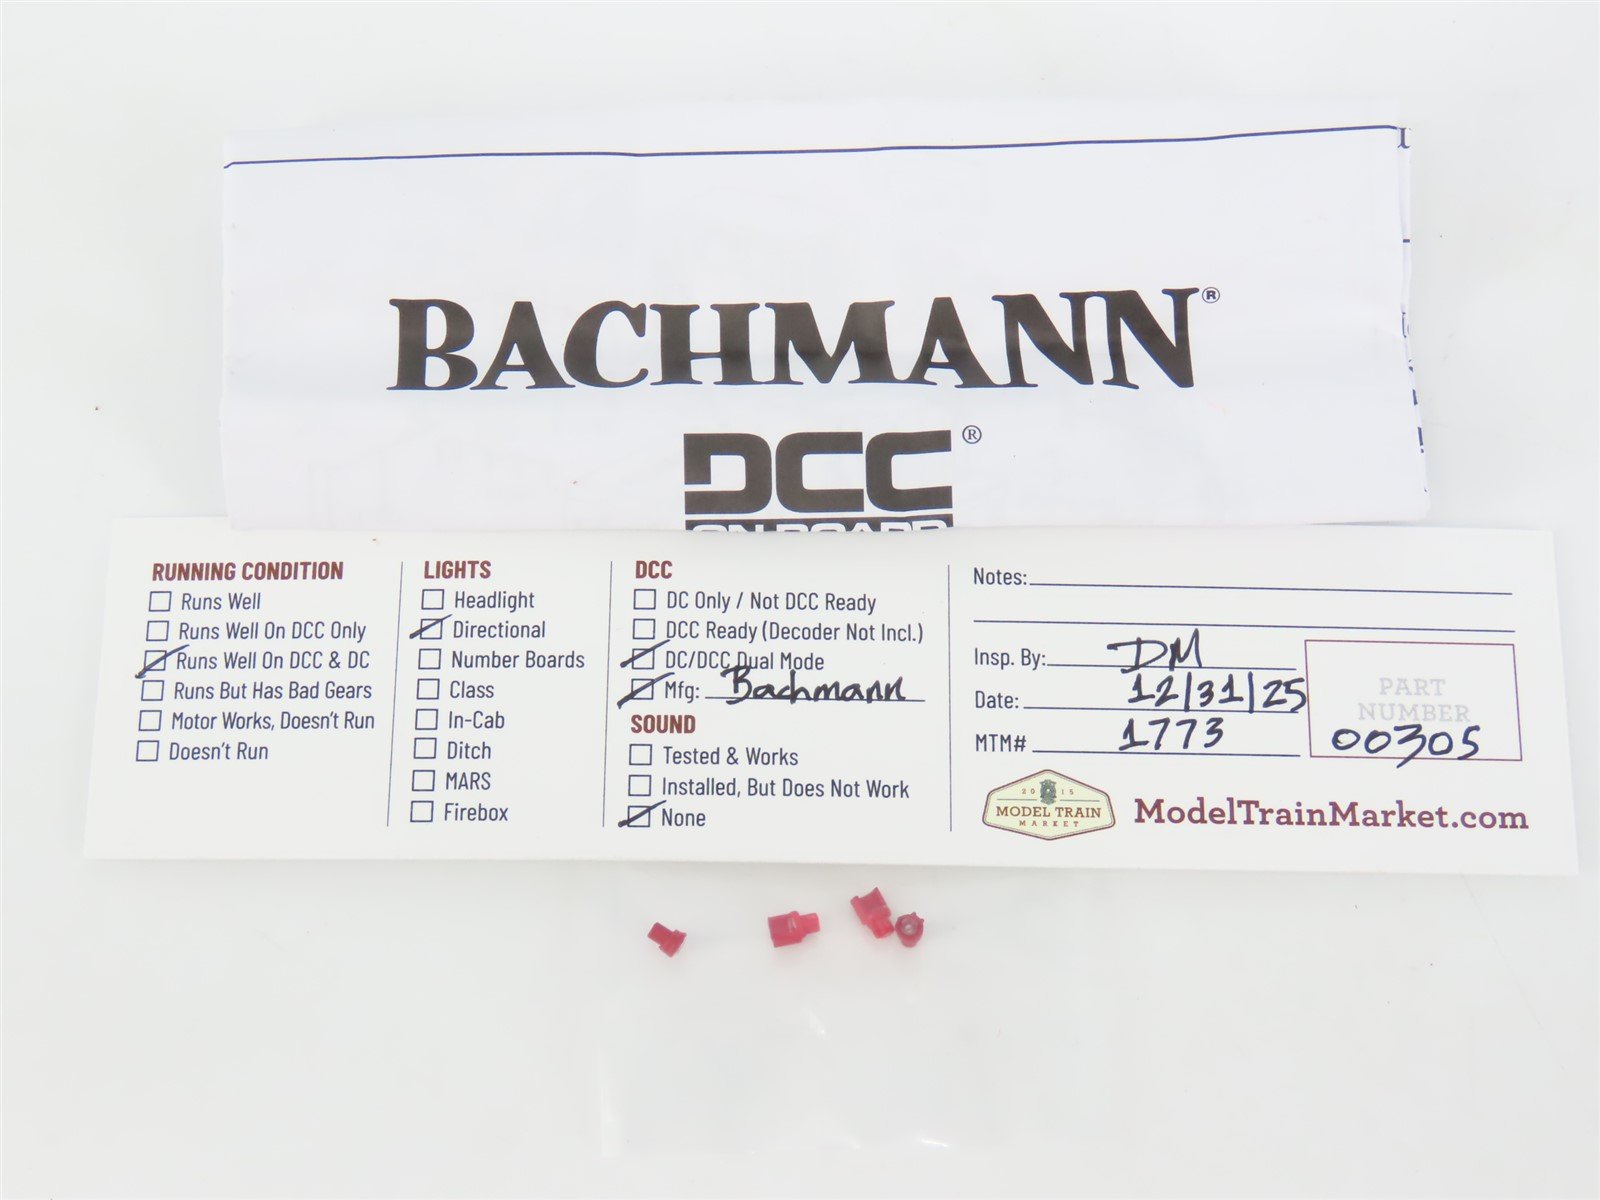 BACHMANN®
DCC®
ON BOARD
RUNNING CONDITION
Runs Well
Runs Well On DCC Only
Runs Well On DCC & DC
Runs But Has Bad Gears
Motor Works, Doesn't Run
Doesn't Run
LIGHTS
Headlight
Directional
Number Boards
Class
In-Cab
Ditch
MARS
Firebox
DCC
DC Only / Not DCC Ready
DCC Ready (Decoder Not Incl.)
DC/DCC Dual Mode
Mfg: Bachmann
SOUND
Tested & Works
Installed, But Does Not Work
None
Notes:
Insp. By: DM
Date: 12/31/25
MTM# 1773
PART
NUMBER
00305
2015
MODEL TRAIN
MARKET
ModelTrainMarket.com